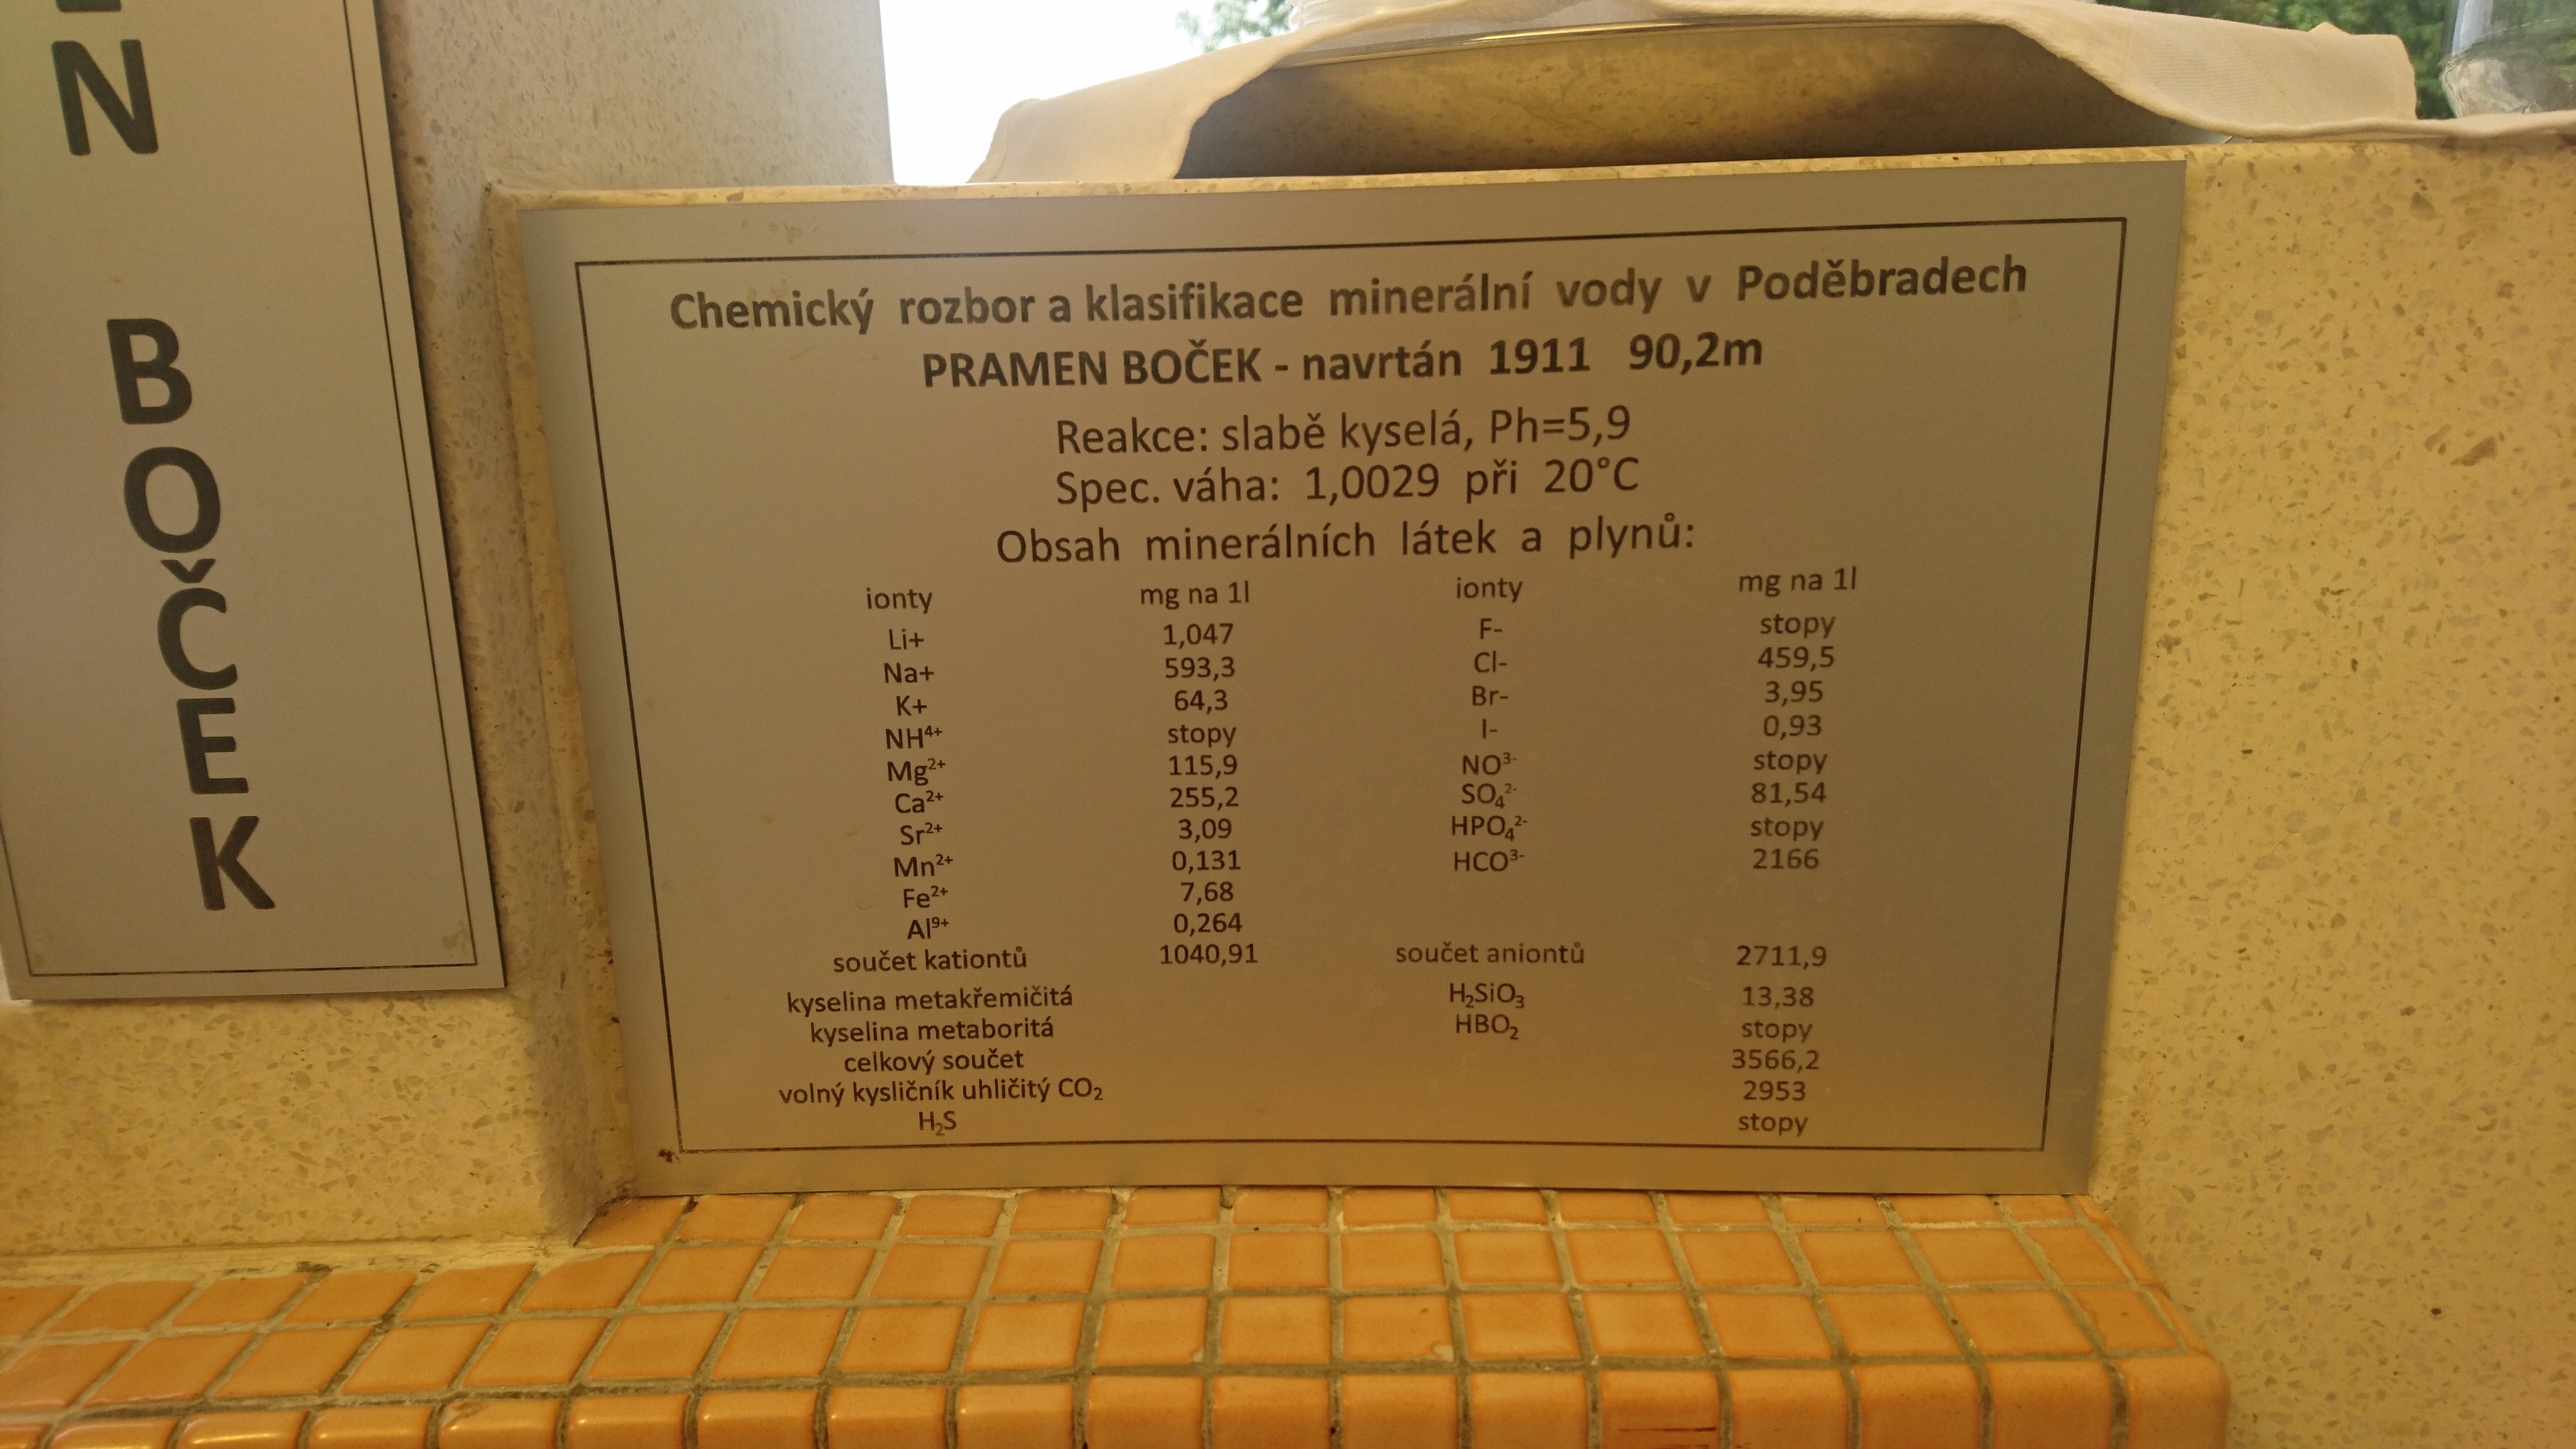 N
BOČEK
Chemický rozbor a klasifikace minerální vody v Poděbradech
PRAMEN BOČEK - navrtán 1911 90,2m
Reakce: slabě kyselá, Ph=5,9
Spec. váha: 1,0029 při 20°C
Obsah minerálních látek a plynů:
ionty mg na 1l ionty mg na 1l
Li+ 1,047 F- stopy
Na+ 593,3 Cl- 459,5
K+ 64,3 Br- 3,95
NH⁴⁺ stopy I- 0,93
Mg²⁺ 115,9 NO³⁻ stopy
Ca²⁺ 255,2 SO₄²⁻ 81,54
Sr²⁺ 3,09 HPO₄²⁻ stopy
Mn²⁺ 0,131 HCO³⁻ 2166
Fe²⁺ 7,68
Al⁹⁺ 0,264
součet kationtů 1040,91 součet aniontů 2711,9
kyselina metakřemičitá H₂SiO₃ 13,38
kyselina metaboritá HBO₂ stopy
celkový součet 3566,2
volný kysličník uhličitý CO₂ 2953
H₂S stopy